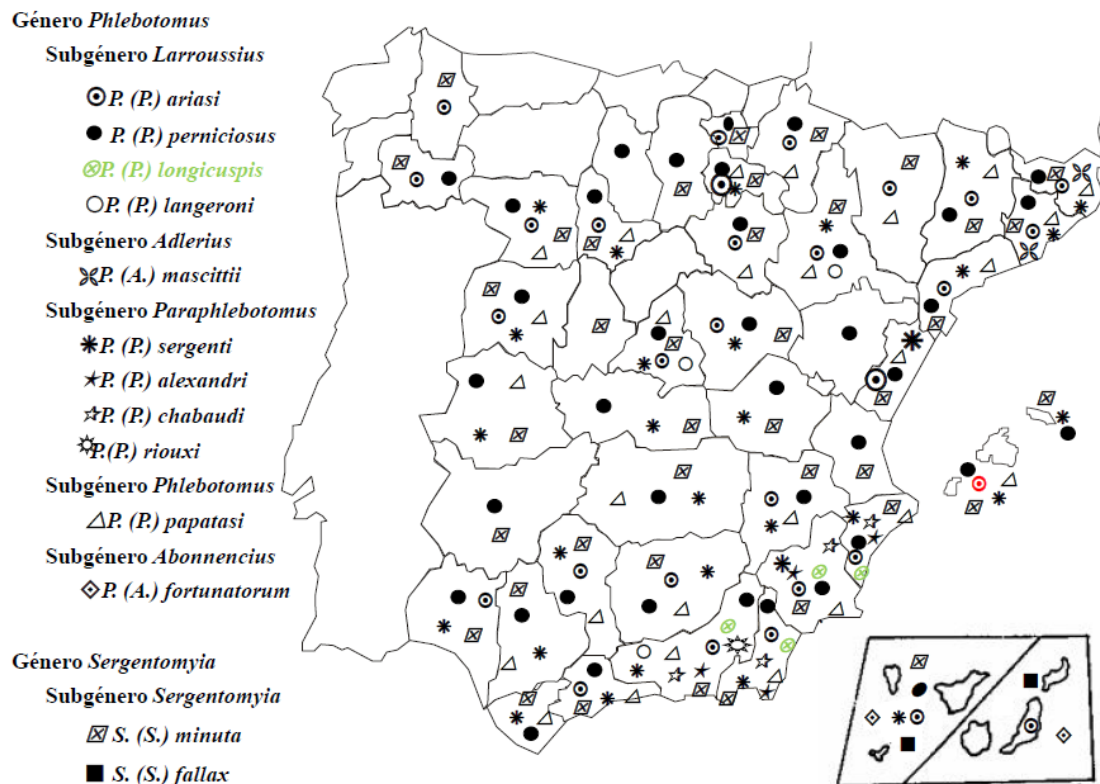 Género Phlebotomus
Subgénero Larroussius
P. (P.) ariasi
P. (P.) perniciosus
P. (P.) longicuspis
P. (P.) langeroni
Subgénero Adlerius
P. (A.) mascittii
Subgénero Paraphlebotomus
P. (P.) sergenti
P. (P.) alexandri
P. (P.) chabaudi
P.(P.) riouxi
Subgénero Phlebotomus
P. (P.) papatasi
Subgénero Abonnencius
P. (A.) fortunatorum
Género Sergentomyia
Subgénero Sergentomyia
S. (S.) minuta
S. (S.) fallax